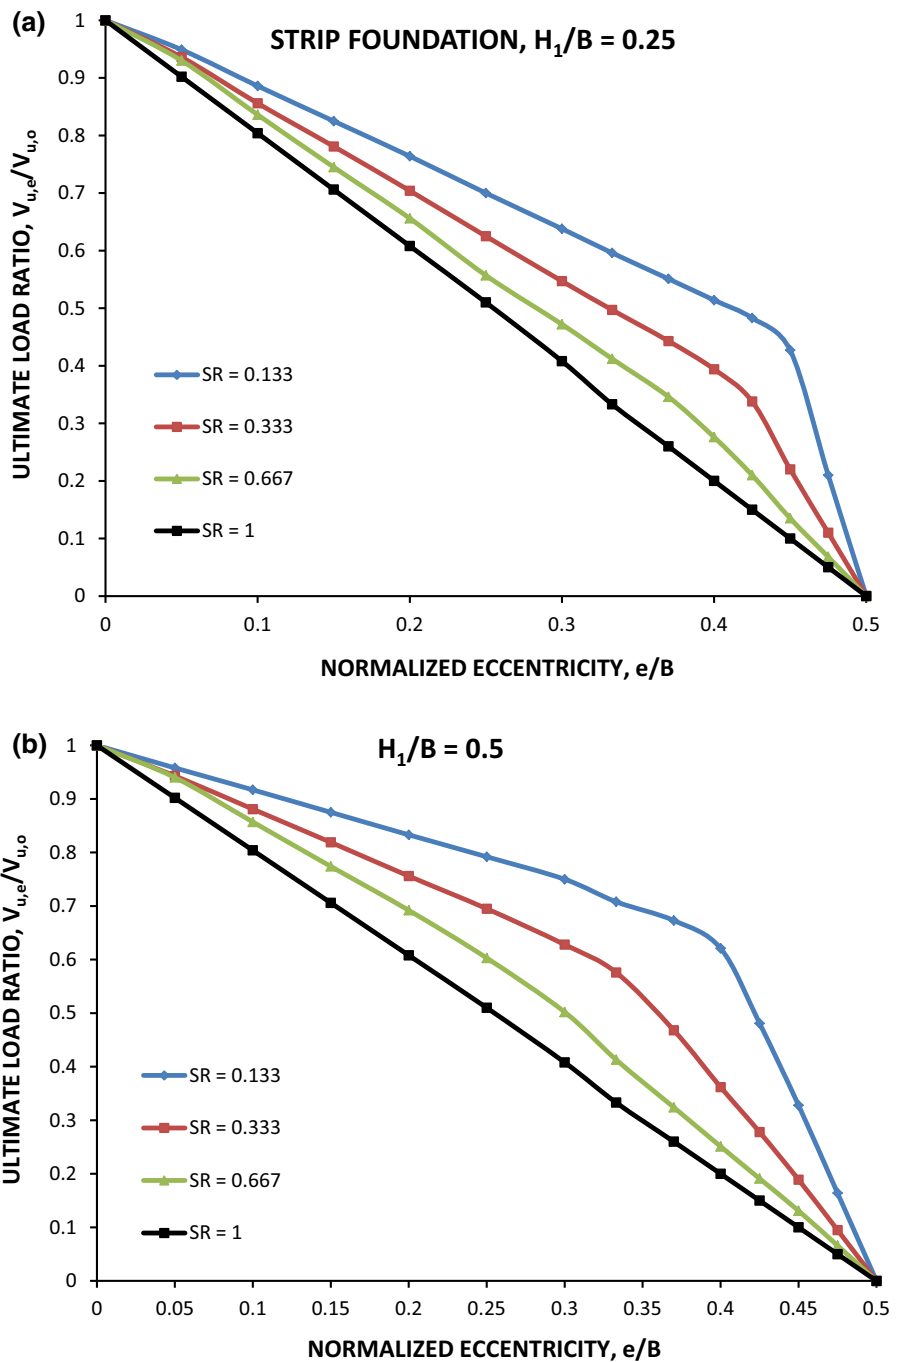 (a)
STRIP FOUNDATION, H1/B = 0.25
ULTIMATE LOAD RATIO, Vu,e/Vu,o
1
0.9
0.8
0.7
0.6
0.5
0.4
0.3
0.2
0.1
0
SR = 0.133
SR = 0.333
SR = 0.667
SR = 1
0 0.1 0.2 0.3 0.4 0.5
NORMALIZED ECCENTRICITY, e/B
(b)
H1/B = 0.5
ULTIMATE LOAD RATIO, Vu,e/Vu,o
1
0.9
0.8
0.7
0.6
0.5
0.4
0.3
0.2
0.1
0
SR = 0.133
SR = 0.333
SR = 0.667
SR = 1
0 0.05 0.1 0.15 0.2 0.25 0.3 0.35 0.4 0.45 0.5
NORMALIZED ECCENTRICITY, e/B